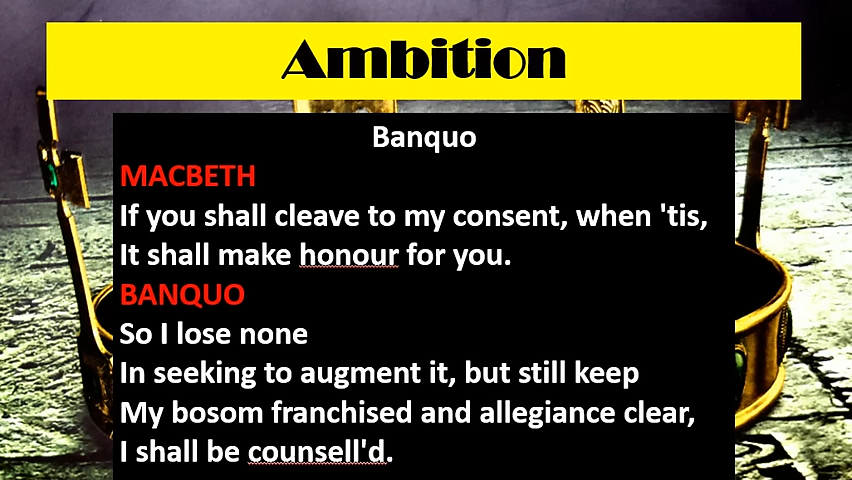 Ambition
Banquo
MACBETH
If you shall cleave to my consent, when 'tis,
It shall make honour for you.
BANQUO
So I lose none
In seeking to augment it, but still keep
My bosom franchised and allegiance clear,
I shall be counsell'd.